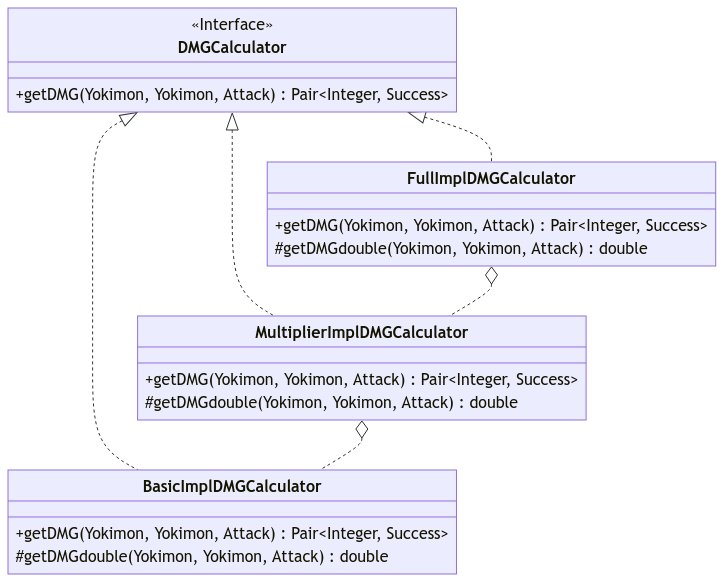 «Interface»
DMGCalculator
+getDMG(Yokimon, Yokimon, Attack) : Pair<Integer, Success>
FullImplDMGCalculator
+getDMG(Yokimon, Yokimon, Attack) : Pair<Integer, Success>
#getDMGdouble(Yokimon, Yokimon, Attack) : double
MultiplierImplDMGCalculator
+getDMG(Yokimon, Yokimon, Attack) : Pair<Integer, Success>
#getDMGdouble(Yokimon, Yokimon, Attack) : double
BasicImplDMGCalculator
+getDMG(Yokimon, Yokimon, Attack) : Pair<Integer, Success>
#getDMGdouble(Yokimon, Yokimon, Attack) : double